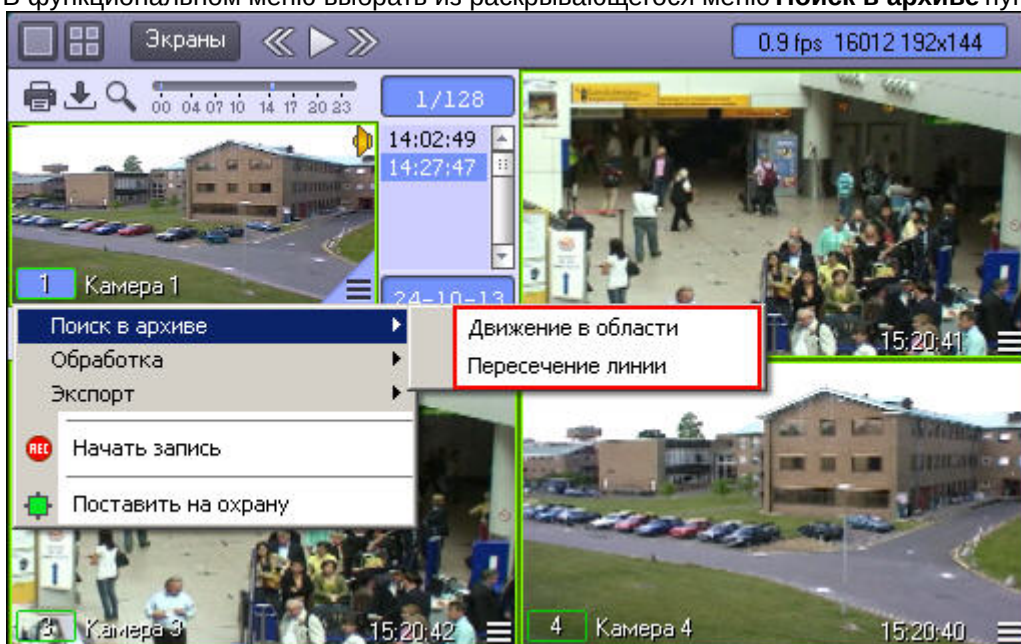 В функциональном меню выбрать из раскрывающегося меню Поиск в архиве
Экраны
0.9 fps 16012 192x144
00 04 07 10 14 17 20 23
1/128
14:02:49
14:27:47
24-10-13
1 Камера 1
Поиск в архиве
Обработка
Экспорт
REC Начать запись
Поставить на охрану
Движение в области
Пересечение линии
15:20:41
3 Камера 3
15:20:42
4 Камера 4
15:20:40